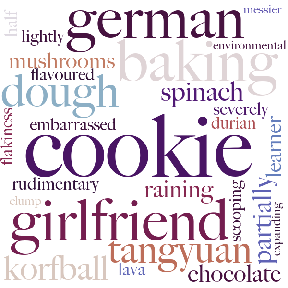 messier
half
german
lightly
environmental
mushrooms
baking
flavoured
dough
spinach
severely
embarrassed
durian
flakiness
cookie
learner
rudimentary
raining
scooping
partially
expanding
clump
girlfriend
tangyuan
korfball
lava
chocolate